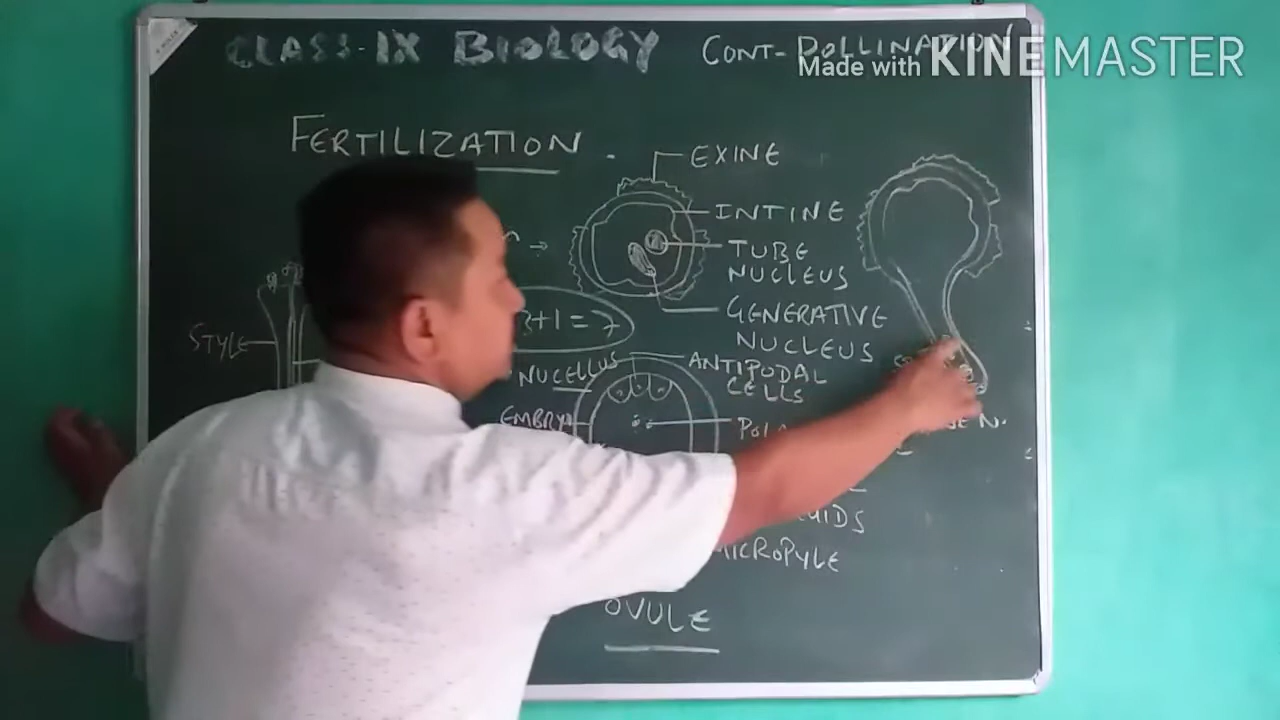 CLASS-IX BIOLOGY
CONT- POLLINATION
Made with KINEMASTER
FERTILIZATION
EXINE
INTINE
TUBE
NUCLEUS
GENERATIVE
NUCLEUS
3+1=7
STYLE
NUCELLUS
ANTIPODAL
CELLS
EMBRYO
N.
MICROPYLE
OVULE